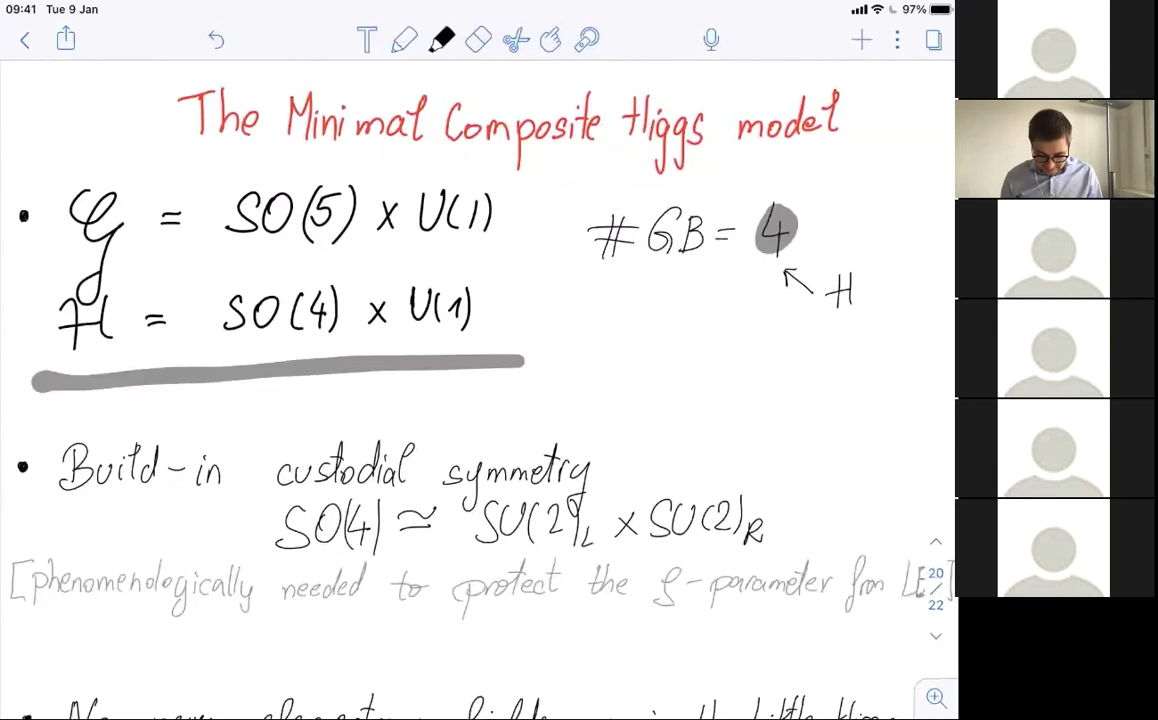 09:41 Tue 9 Jan
97%
The Minimal Composite Higgs model
• G = SO(5) x U(1)
# GB = 4
H
H = SO(4) x U(1)
• Build-in custodial symmetry
SO(4) ≃ SU(2)L x SU(2)R
[phenomenologically needed to protect the ρ-parameter from LE
20
22
• No new